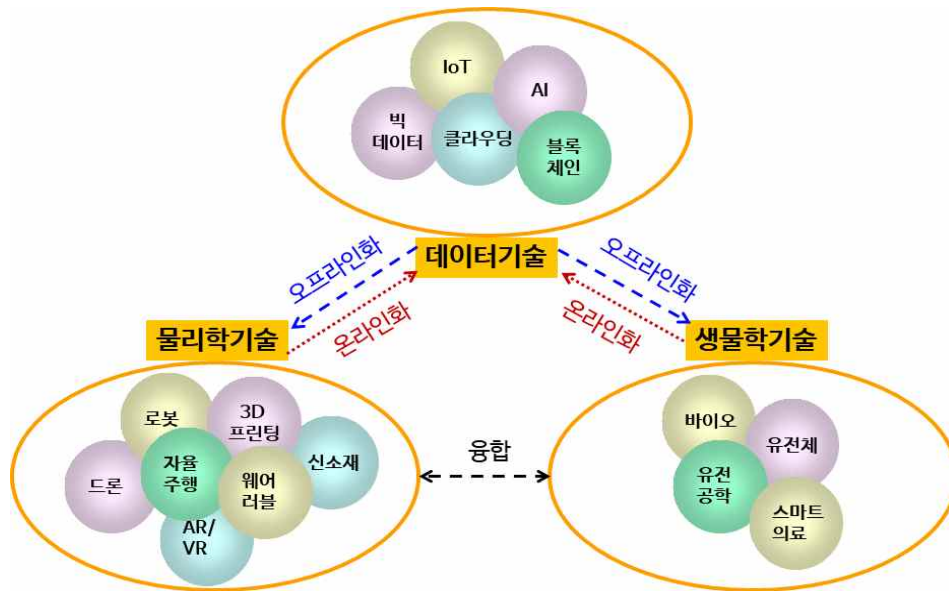 IoT
AI
빅
데이터
클라우딩
블록
체인
데이터기술
오프라인화
온라인화
오프라인화
온라인화
물리학기술
생물학기술
로봇
3D
프린팅
신소재
드론
자율
주행
웨어
러블
AR/
VR
융합
바이오
유전체
유전
공학
스마트
의료